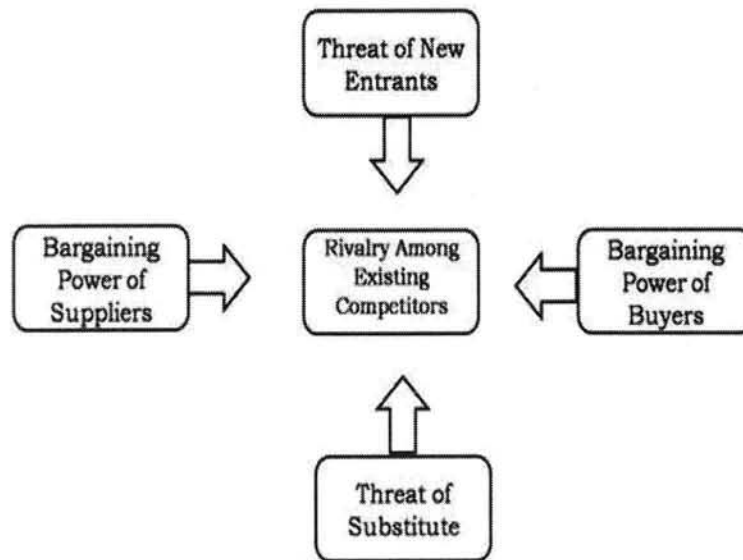 Threat of New
Entrants
Bargaining
Power of
Suppliers
Rivalry Among
Existing
Competitors
Bargaining
Power of
Buyers
Threat of
Substitute